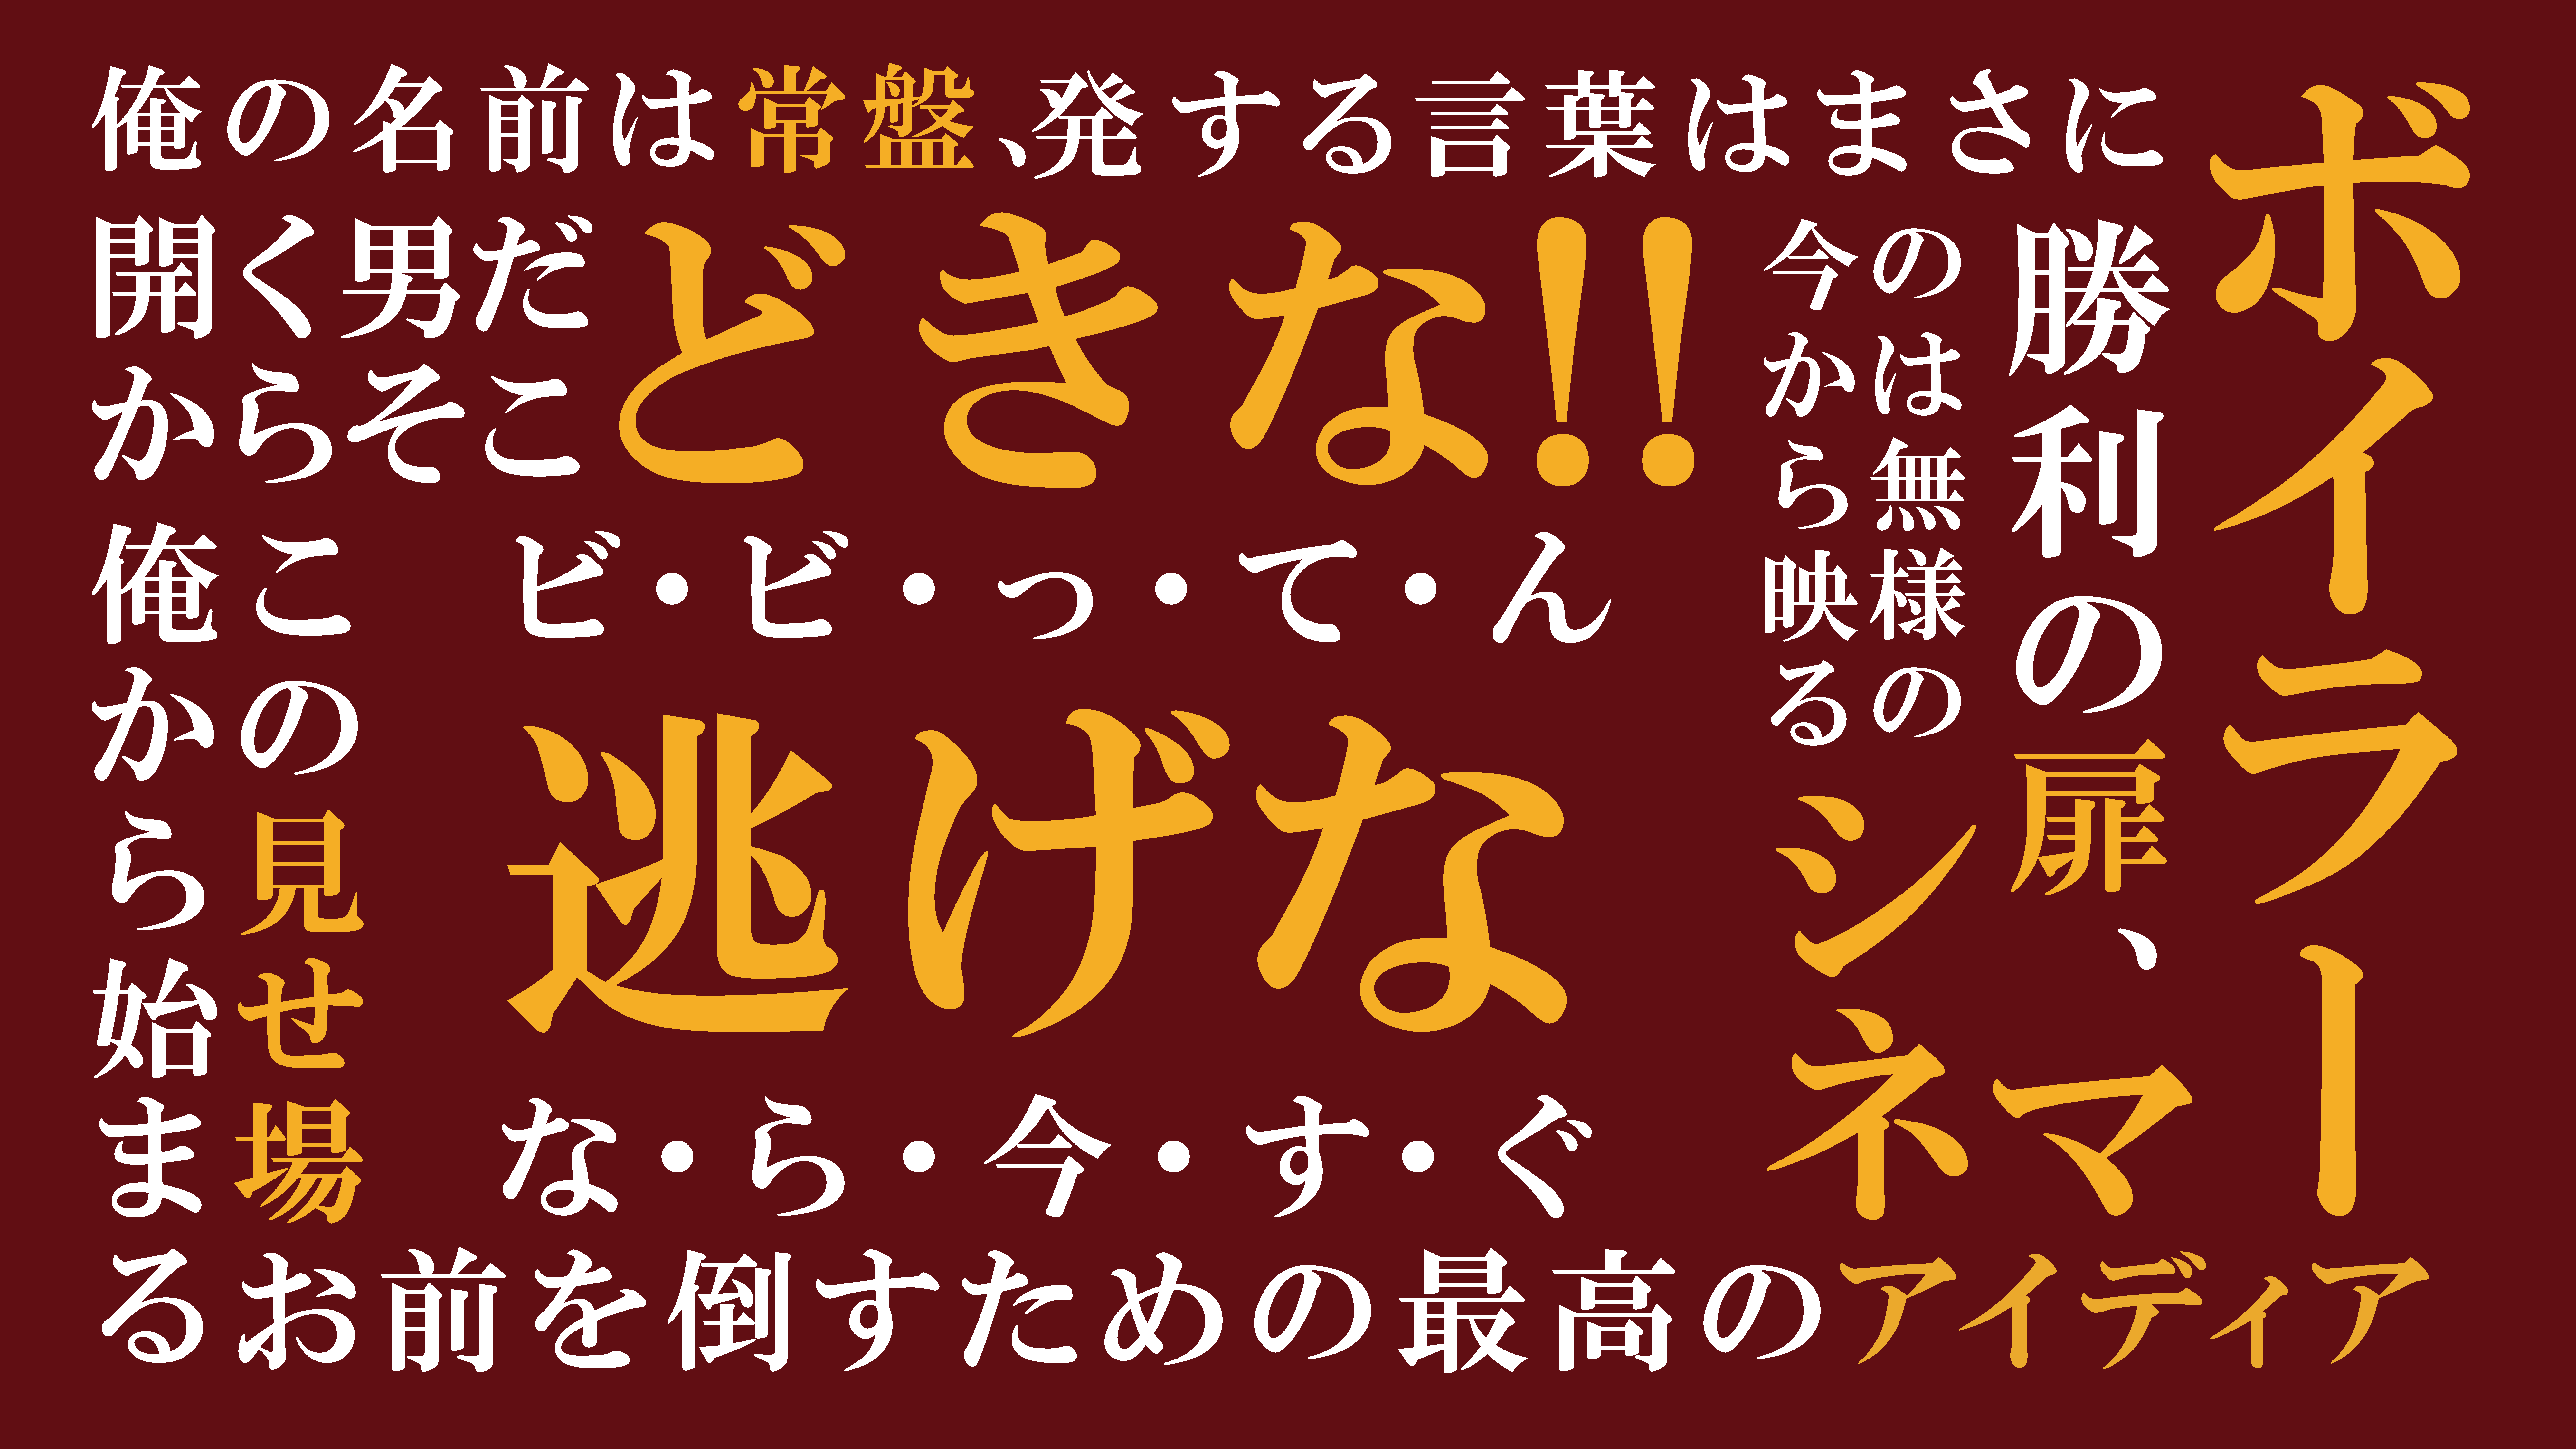 俺の名前は常盤、発する言葉はまさに
ボイラー
勝利の扉、
開く男だ
からそこ
どきな!!
ビ・ビ・っ・て・ん
のは無様の
今から映る
シネマ
逃げな
な・ら・今・す・ぐ
俺から始まる
この見せ場
お前を倒すための最高のアイディア